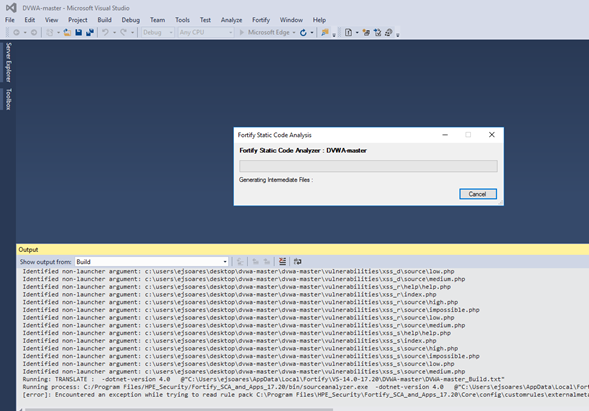 DVWA-master - Microsoft Visual Studio
File Edit View Project Build Debug Team Tools Test Analyze Fortify Window Help
Debug Any CPU Microsoft Edge
Server Explorer
Toolbox
Fortify Static Code Analysis
Fortify Static Code Analyzer : DVWA-master
Generating Intermediate Files :
Cancel
Output
Show output from: Build
Identified non-launcher argument: c:\users\ejsoares\desktop\dvwa-master\dvwa-master\vulnerabilities\xss_d\source\low.php
Identified non-launcher argument: c:\users\ejsoares\desktop\dvwa-master\dvwa-master\vulnerabilities\xss_d\source\medium.php
Identified non-launcher argument: c:\users\ejsoares\desktop\dvwa-master\dvwa-master\vulnerabilities\xss_r\help\help.php
Identified non-launcher argument: c:\users\ejsoares\desktop\dvwa-master\dvwa-master\vulnerabilities\xss_r\index.php
Identified non-launcher argument: c:\users\ejsoares\desktop\dvwa-master\dvwa-master\vulnerabilities\xss_r\source\high.php
Identified non-launcher argument: c:\users\ejsoares\desktop\dvwa-master\dvwa-master\vulnerabilities\xss_r\source\impossible.php
Identified non-launcher argument: c:\users\ejsoares\desktop\dvwa-master\dvwa-master\vulnerabilities\xss_r\source\low.php
Identified non-launcher argument: c:\users\ejsoares\desktop\dvwa-master\dvwa-master\vulnerabilities\xss_r\source\medium.php
Identified non-launcher argument: c:\users\ejsoares\desktop\dvwa-master\dvwa-master\vulnerabilities\xss_s\help\help.php
Identified non-launcher argument: c:\users\ejsoares\desktop\dvwa-master\dvwa-master\vulnerabilities\xss_s\index.php
Identified non-launcher argument: c:\users\ejsoares\desktop\dvwa-master\dvwa-master\vulnerabilities\xss_s\source\high.php
Identified non-launcher argument: c:\users\ejsoares\desktop\dvwa-master\dvwa-master\vulnerabilities\xss_s\source\impossible.php
Identified non-launcher argument: c:\users\ejsoares\desktop\dvwa-master\dvwa-master\vulnerabilities\xss_s\source\low.php
Identified non-launcher argument: c:\users\ejsoares\desktop\dvwa-master\dvwa-master\vulnerabilities\xss_s\source\medium.php
Running: TRANSLATE : -dotnet-version 4.0 @"C:\Users\ejsoares\AppData\Local\Fortify\VS-14.0-17.20\DVWA-master\DVWA-master_Build.txt"
Running process: C:/Program Files/HPE_Security/Fortify_SCA_and_Apps_17.20/bin/sourceanalyzer.exe -dotnet-version 4.0 @"C:\Users\ejsoares\AppData\Local\Fo
[error]: Encountered an exception while trying to read rule pack C:\Program Files\HPE_Security\Fortify_SCA_and_Apps_17.20\Core\config\customrules\externalmeta